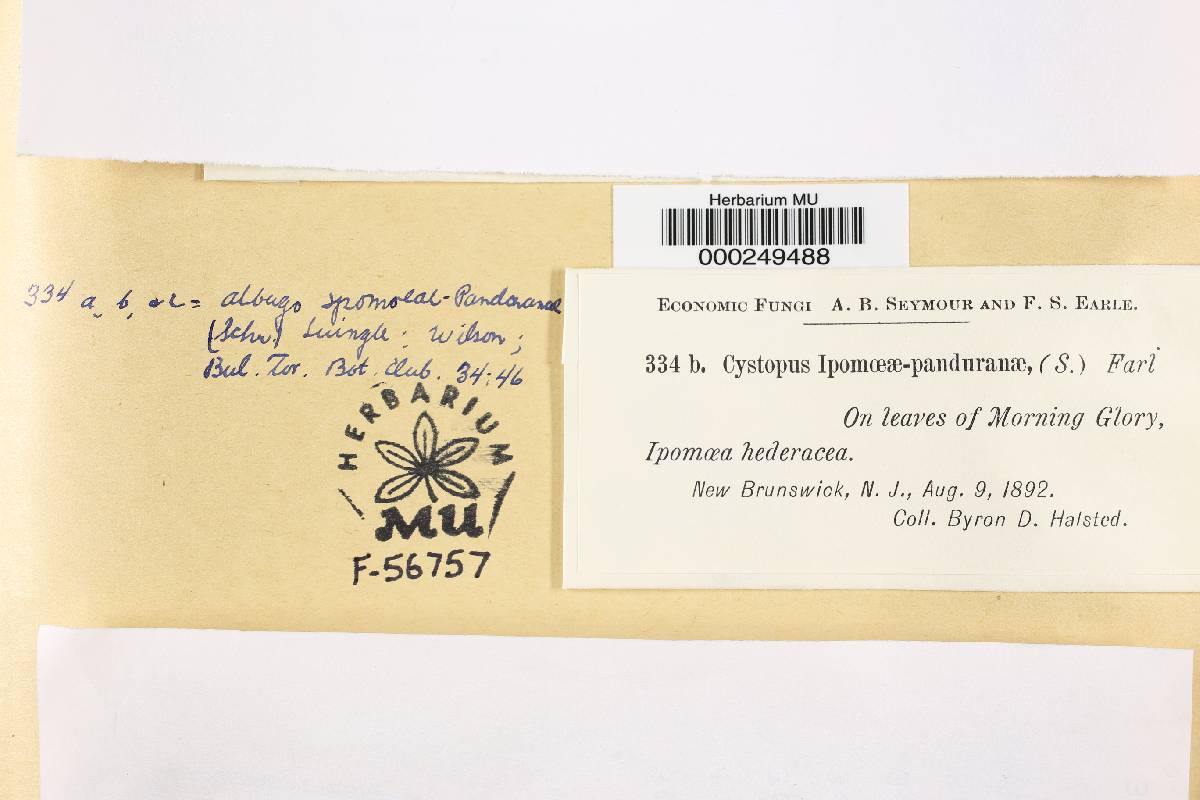 Herbarium MU
000249488
334 a, b, & c = albugo ipomoeae-Panduranae
(Schr) Swingle: Wilson;
Bul. Tor. Bot. Club. 34:46
HERBARIUM
MU
F-56757
ECONOMIC FUNGI A. B. SEYMOUR AND F. S. EARLE.
334 b. Cystopus Ipomœæ-panduranæ, (S.) Farl
On leaves of Morning Glory,
Ipomœa hederacea.
New Brunswick, N. J., Aug. 9, 1892.
Coll. Byron D. Halsted.